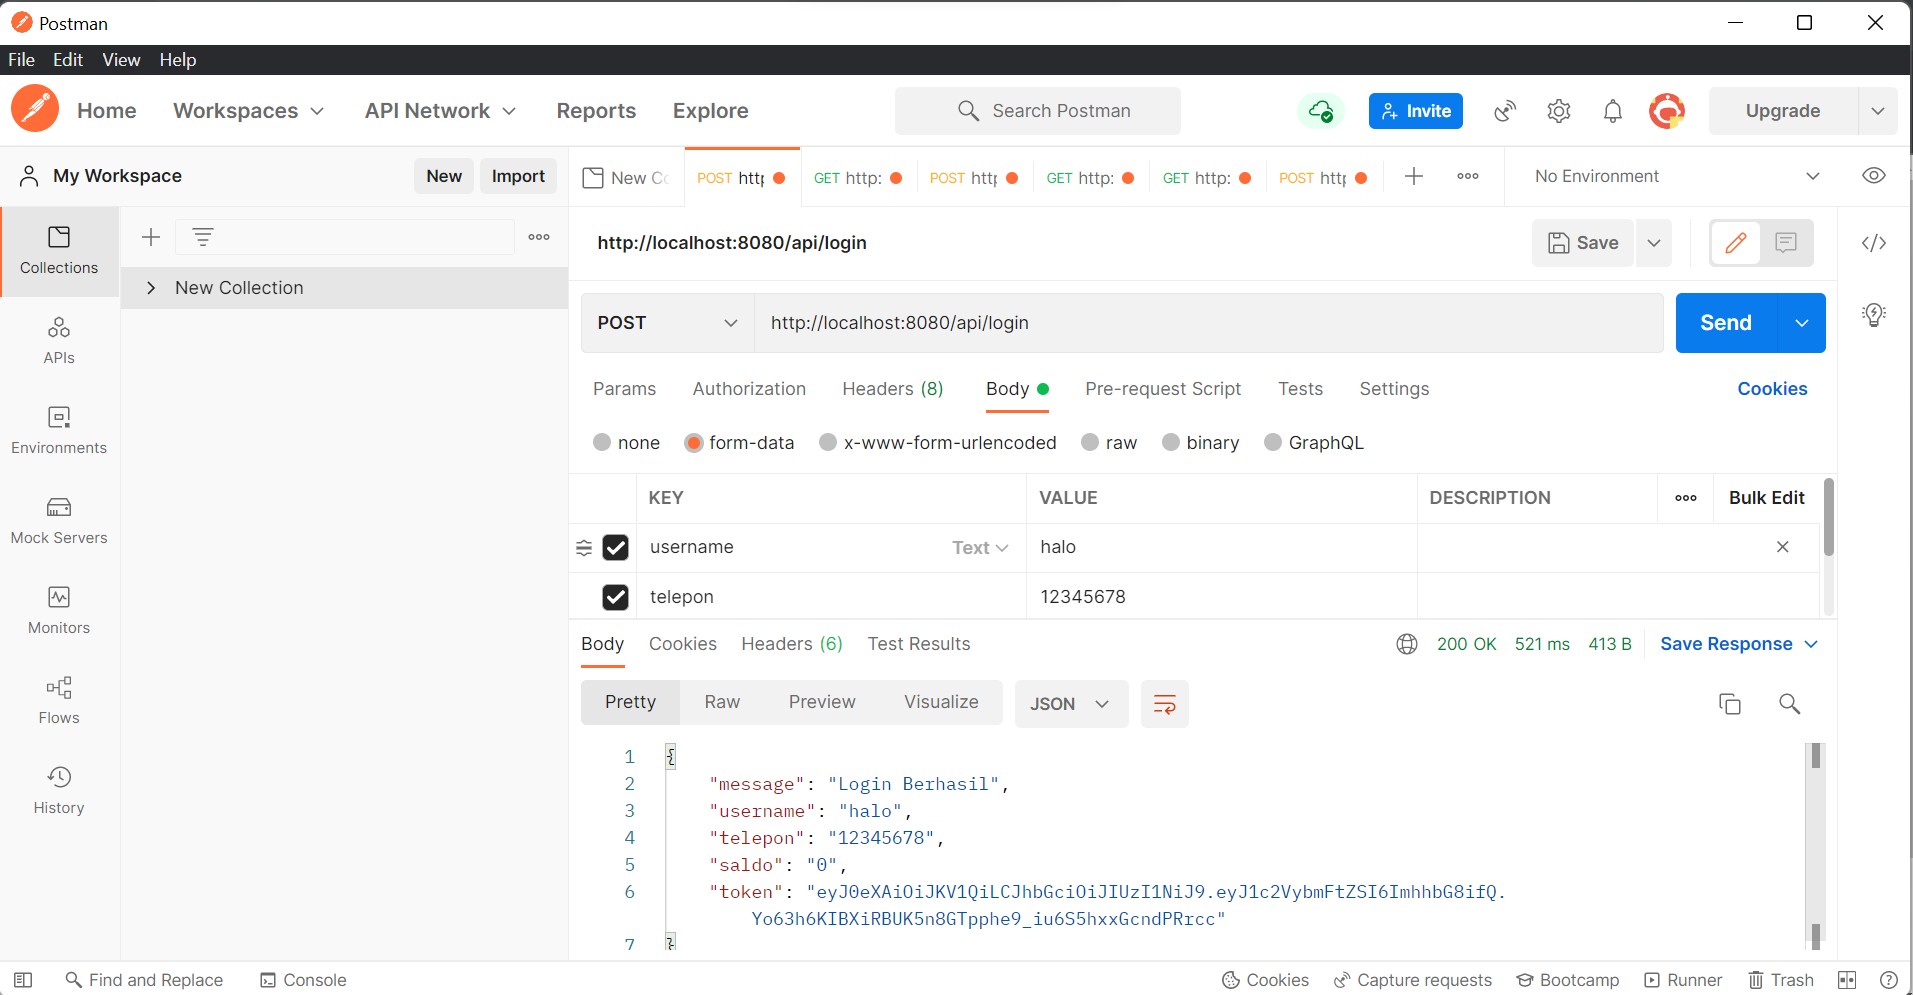 Postman
File Edit View Help
Home Workspaces API Network Reports Explore Search Postman Invite Upgrade
My Workspace New Import
New Co POST http GET http: POST http GET http: GET http: POST http No Environment
Collections
APIs
Environments
Mock Servers
Monitors
Flows
History
New Collection
http://localhost:8080/api/login Save
POST http://localhost:8080/api/login Send
Params Authorization Headers (8) Body Pre-request Script Tests Settings Cookies
none form-data x-www-form-urlencoded raw binary GraphQL
KEY VALUE DESCRIPTION Bulk Edit
username Text halo
telepon 12345678
Body Cookies Headers (6) Test Results 200 OK 521 ms 413 B Save Response
Pretty Raw Preview Visualize JSON
1 {
2 "message": "Login Berhasil",
3 "username": "halo",
4 "telepon": "12345678",
5 "saldo": "0",
6 "token": "eyJ0eXAiOiJKV1QiLCJhbGciOiJIUzI1NiJ9.eyJ1c2VybmFtZSI6ImhhbG8ifQ.
Yo63h6KIBXiRBUK5n8GTpphe9_iu6S5hxxGcndPRrcc"
7 }
Find and Replace Console Cookies Capture requests Bootcamp Runner Trash